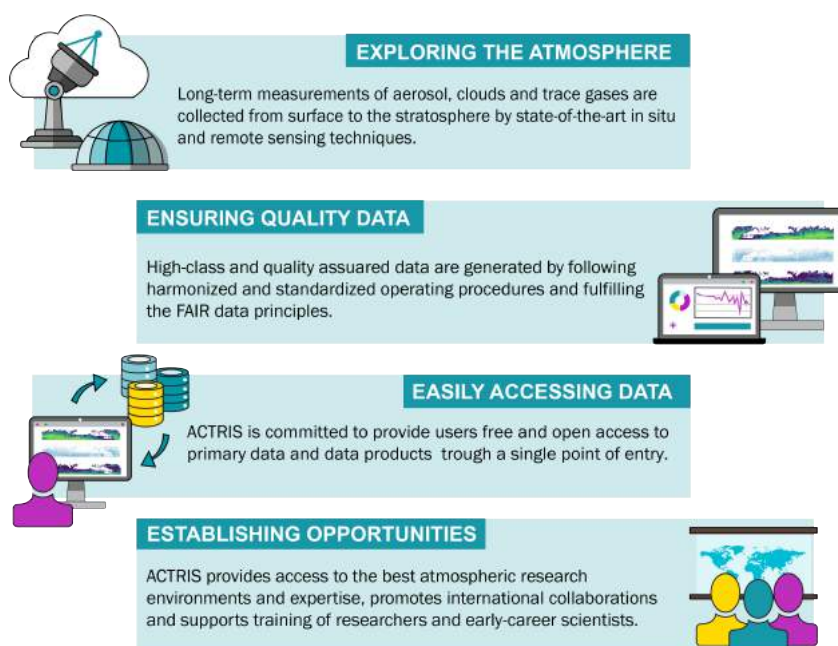 EXPLORING THE ATMOSPHERE
Long-term measurements of aerosol, clouds and trace gases are
collected from surface to the stratosphere by state-of-the-art in situ
and remote sensing techniques.
ENSURING QUALITY DATA
High-class and quality assuared data are generated by following
harmonized and standardized operating procedures and fulfilling
the FAIR data principles.
EASILY ACCESSING DATA
ACTRIS is committed to provide users free and open access to
primary data and data products trough a single point of entry.
ESTABLISHING OPPORTUNITIES
ACTRIS provides access to the best atmospheric research
environments and expertise, promotes international collaborations
and supports training of researchers and early-career scientists.